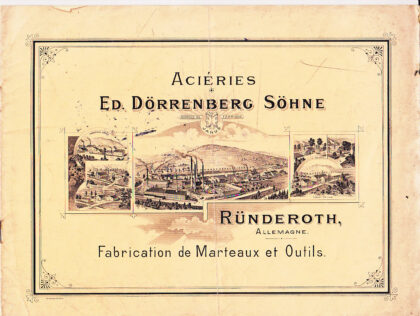 ACIÉRIES
ED. DÖRRENBERG SÖHNE
RÜNDEROTH,
ALLEMAGNE.
Fabrication de Marteaux et Outils.